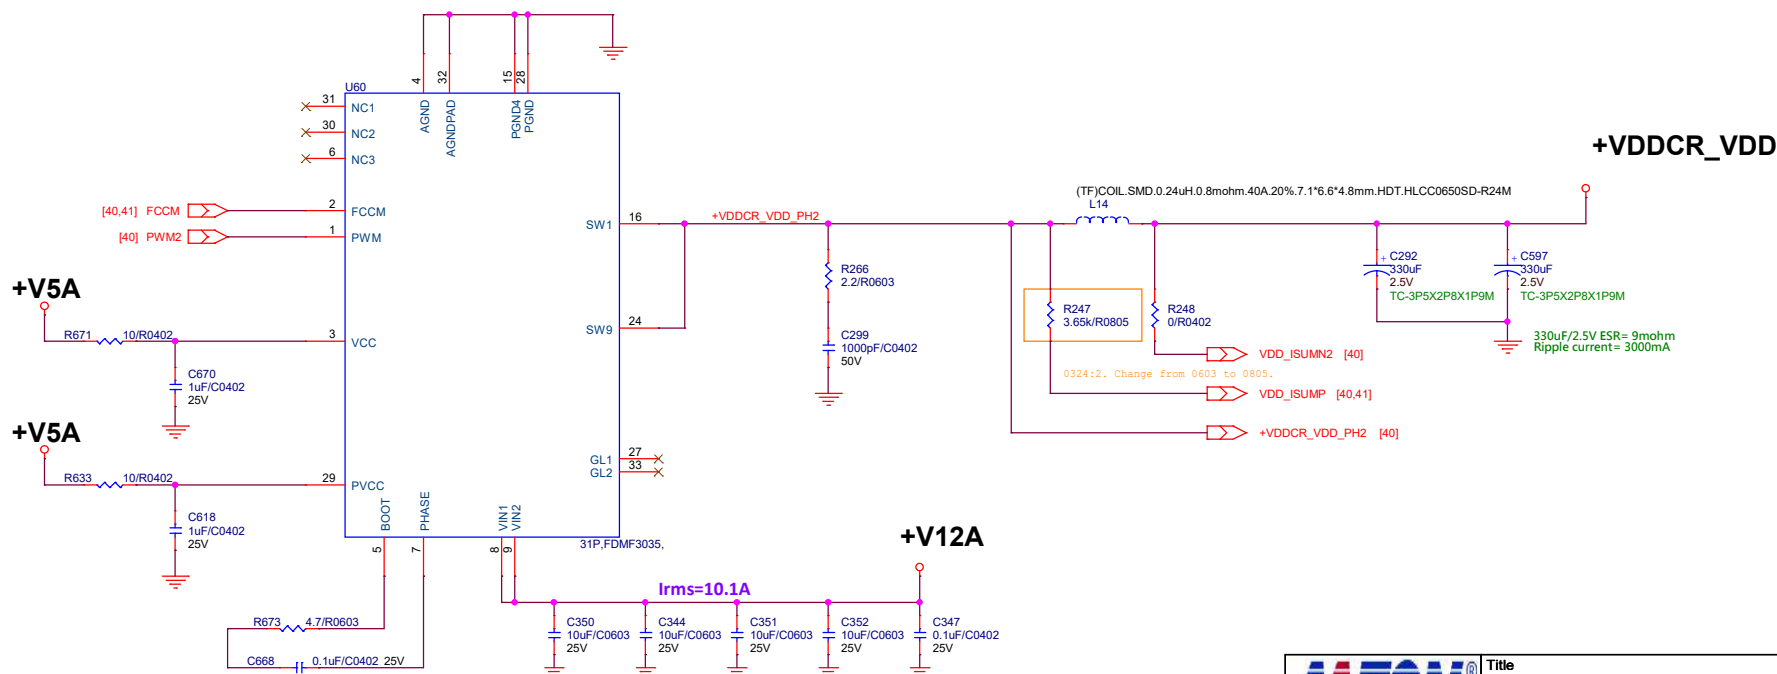 4
32
15
28
U60
31
NC1
30
NC2
6
NC3
AGND
AGNDPAD
PGND4
PGND
+VDDCR_VDD
(TF)COIL.SMD.0.24uH.0.8mohm.40A.20%.7.1*6.6*4.8mm.HDT.HLCC0650SD-R24M
L14
[40,41] FCCM
2
FCCM
[40] PWM2
1
PWM
SW1
16
+VDDCR_VDD_PH2
R266
2.2/R0603
C292
330uF
2.5V
TC-3P5X2P8X1P9M
C597
330uF
2.5V
TC-3P5X2P8X1P9M
+V5A
R247
3.65k/R0805
R248
0/R0402
R671
10/R0402
3
VCC
SW9
24
C299
1000pF/C0402
50V
330uF/2.5V ESR= 9mohm
Ripple current= 3000mA
VDD_ISUMN2 [40]
0324:2. Change from 0603 to 0805.
C670
1uF/C0402
25V
VDD_ISUMP [40,41]
+V5A
+VDDCR_VDD_PH2 [40]
GL1
27
GL2
33
R633
10/R0402
29
PVCC
C618
1uF/C0402
25V
BOOT
PHASE
VIN1
VIN2
5
7
8
9
31P,FDMF3035,
+V12A
Irms=10.1A
R673
4.7/R0603
C350
10uF/C0603
25V
C344
10uF/C0603
25V
C351
10uF/C0603
25V
C352
10uF/C0603
25V
C347
0.1uF/C0402
25V
C668
0.1uF/C0402 25V
Title